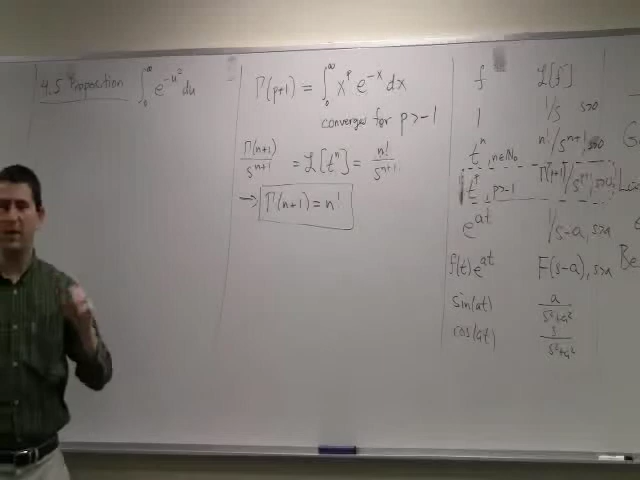 4.5 Proposition ∫₀^∞ e^{-u²} du
Γ(p+1) = ∫₀^∞ x^p e^{-x} dx
converges for p>-1
Γ(n+1)/s^{n+1} = ℒ[t^n] = n!/s^{n+1}
→ Γ(n+1) = n!
f ℒ[f]
1 1/s s>0
t^n, n∈ℕ₀ n!/s^{n+1}, s>0
t^p, p>-1 Γ(p+1)/s^{p+1}, s>0
e^{at} 1/s-a, s>a
f(t)e^{at} F(s-a), s>a
sin(at) a/s²+a²
cos(at) s/s²+a²